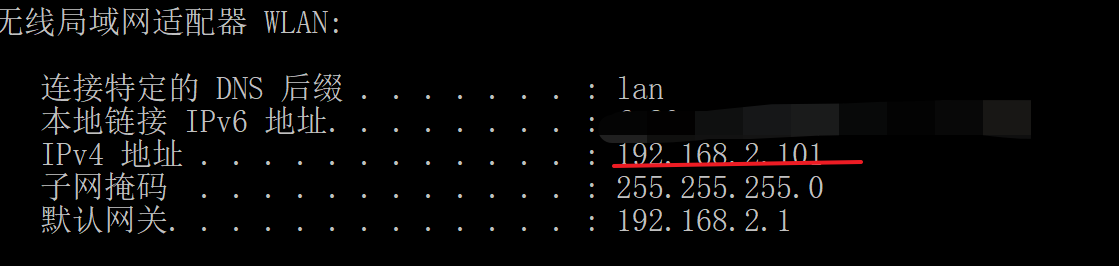 无线局域网适配器 WLAN:
连接特定的 DNS 后缀 . . . . . . . : lan
本地链接 IPv6 地址. . . . . . . . :
IPv4 地址 . . . . . . . . . . . . : 192.168.2.101
子网掩码 . . . . . . . . . . . . : 255.255.255.0
默认网关. . . . . . . . . . . . . : 192.168.2.1